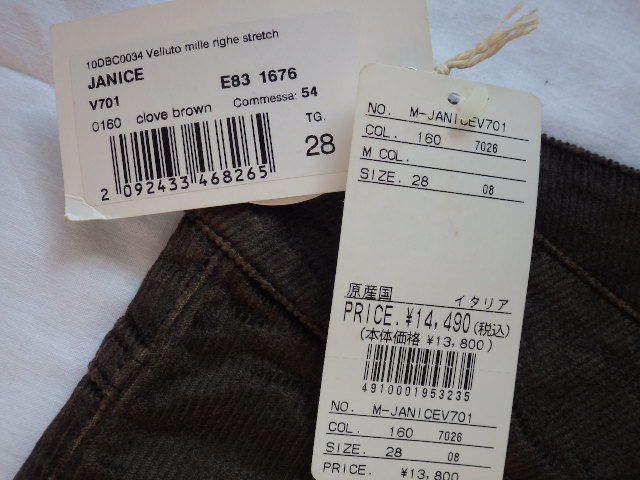 10DBC0034 Velluto mille righe stretch
JANICE E83 1676
V701 Commessa: 54
0160 clove brown TG.
28
2 092433 468265
NO. M-JANICEV701
COL. 160 7026
M COL.
SIZE. 28 08
原産国 イタリア
PRICE. ¥14,490(税込)
(本体価格 ¥13,800)
4910001953235
NO. M-JANICEV701
COL. 160 7026
SIZE. 28 08
PRICE. ¥13,800